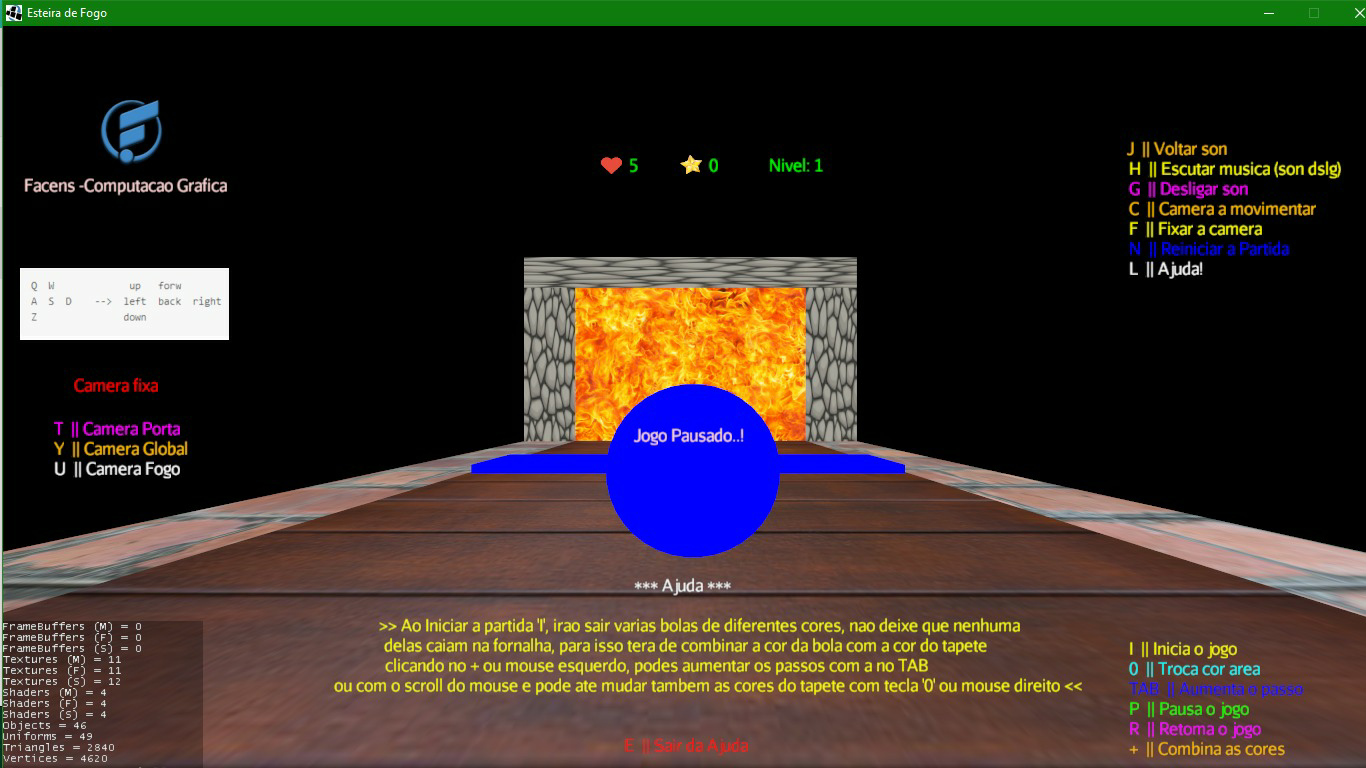 Esteira de Fogo
Facens -Computacao Grafica
5
0
Nivel: 1
J || Voltar son
H || Escutar musica (son dslg)
G || Desligar son
C || Camera a movimentar
F || Fixar a camera
N || Reiniciar a Partida
L || Ajuda!
Q W up forw
A S D --> left back right
Z down
Camera fixa
T || Camera Porta
Y || Camera Global
U || Camera Fogo
Jogo Pausado..!
*** Ajuda ***
>> Ao Iniciar a partida 'I', irao sair varias bolas de diferentes cores, nao deixe que nenhuma
delas caiam na fornalha, para isso tera de combinar a cor da bola com a cor do tapete
clicando no + ou mouse esquerdo, podes aumentar os passos com a no TAB
ou com o scroll do mouse e pode ate mudar tambem as cores do tapete com tecla '0' ou mouse direito <<
E || Sair da Ajuda
FrameBuffers (M) = 0
FrameBuffers (F) = 0
FrameBuffers (S) = 0
Textures (M) = 11
Textures (F) = 11
Textures (S) = 12
Shaders (M) = 4
Shaders (F) = 4
Shaders (S) = 4
Objects = 46
Uniforms = 49
Triangles = 2840
Vertices = 4620
I || Inicia o jogo
0 || Troca cor area
TAB || Aumenta o passo
P || Pausa o jogo
R || Retoma o jogo
+ || Combina as cores